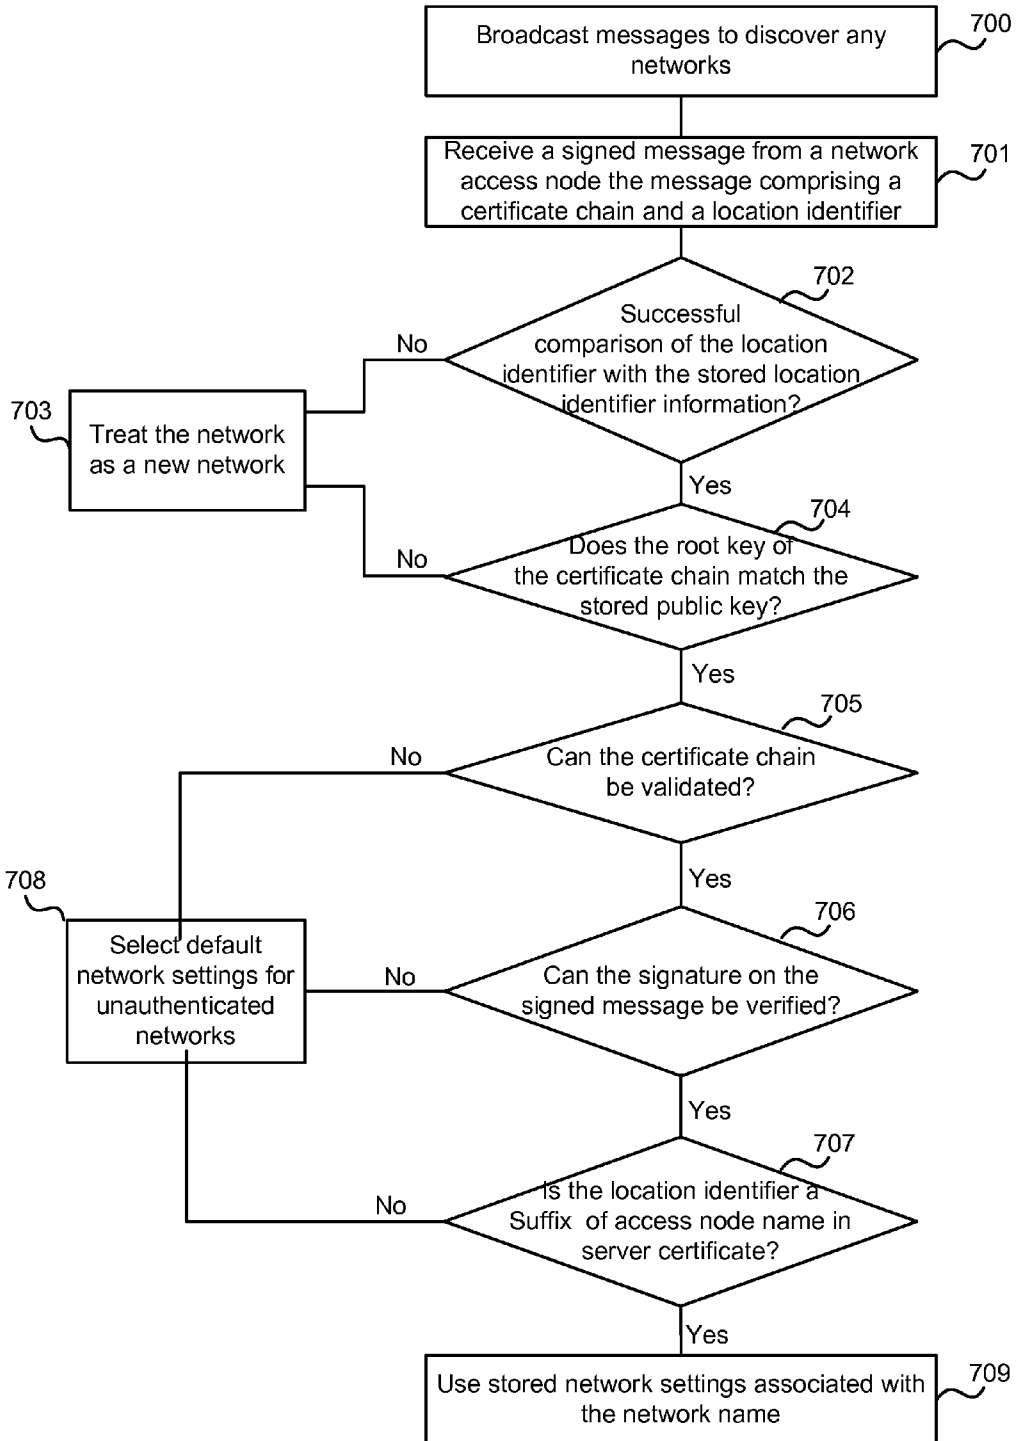 Broadcast messages to discover any
networks
700
Receive a signed message from a network
access node the message comprising a
certificate chain and a location identifier
701
702
Successful
comparison of the location
identifier with the stored location
identifier information?
No
703
Treat the network
as a new network
Yes
704
Does the root key of
the certificate chain match the
stored public key?
No
Yes
705
Can the certificate chain
be validated?
No
Yes
708
Select default
network settings for
unauthenticated
networks
706
Can the signature on the
signed message be verified?
No
Yes
707
Is the location identifier a
Suffix of access node name in
server certificate?
No
Yes
Use stored network settings associated with
the network name
709